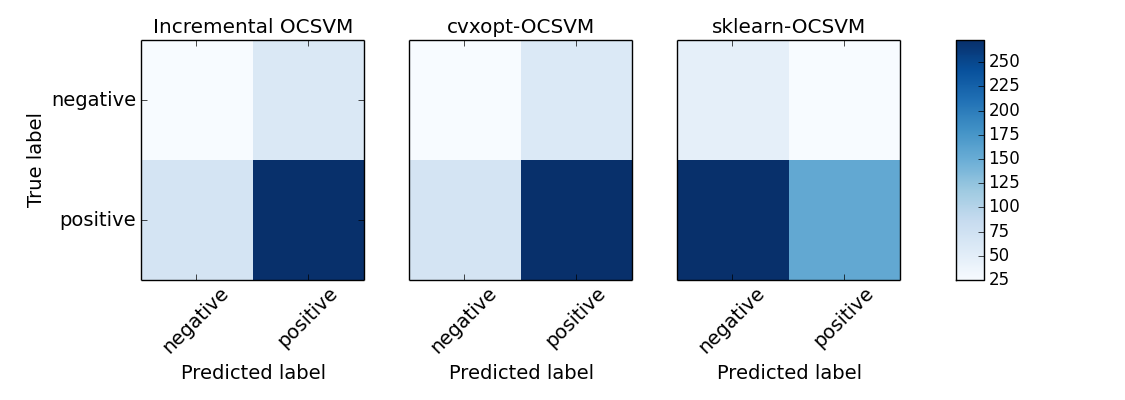 Incremental OCSVM
cvxopt-OCSVM
sklearn-OCSVM
True label
negative
positive
negative
positive
Predicted label
negative
positive
Predicted label
negative
positive
Predicted label
250
225
200
175
150
125
100
75
50
25